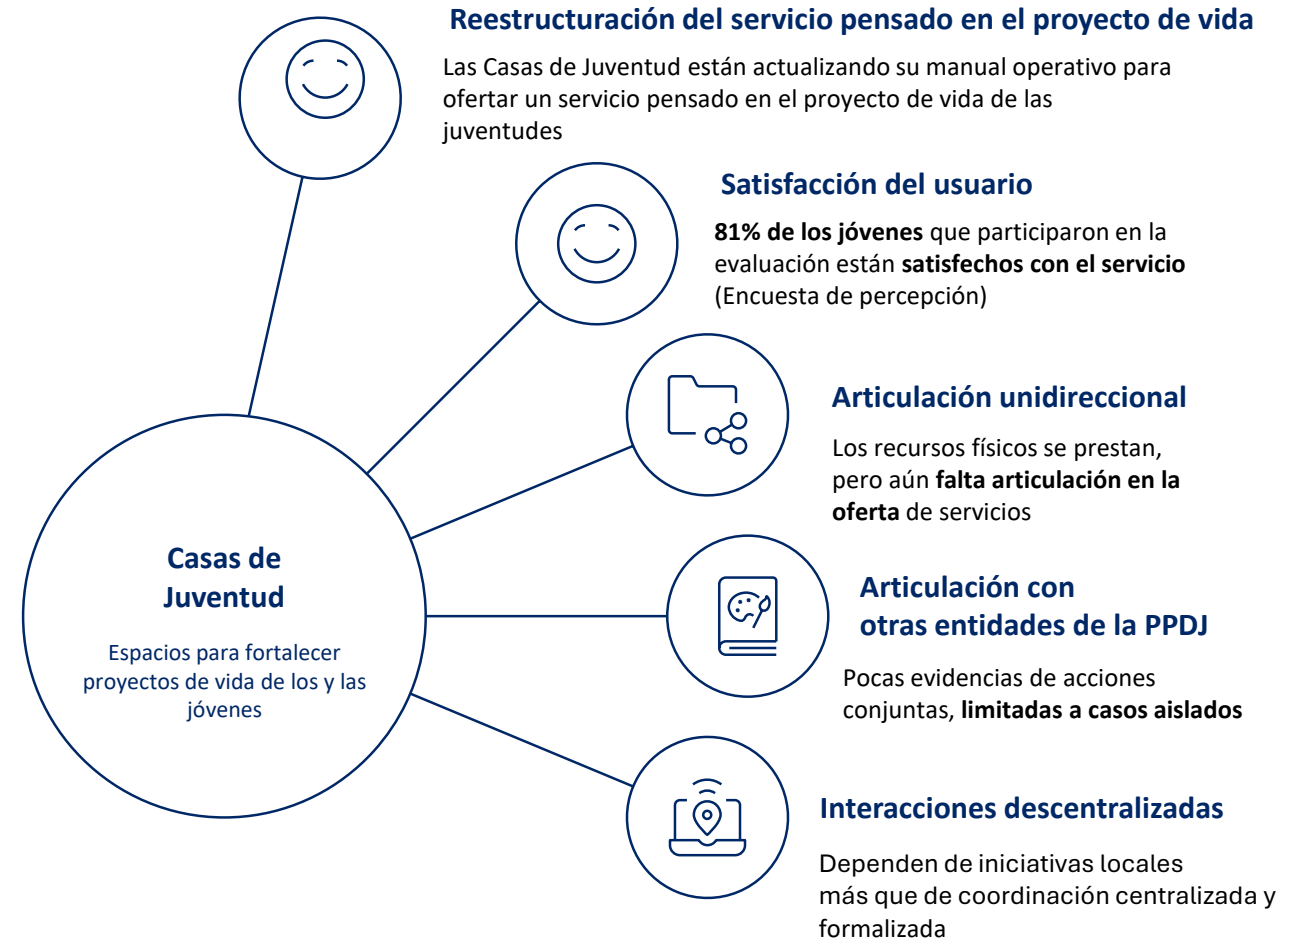 Reestructuración del servicio pensado en el proyecto de vida
Las Casas de Juventud están actualizando su manual operativo para
ofertar un servicio pensado en el proyecto de vida de las
juventudes
Satisfacción del usuario
81% de los jóvenes que participaron en la
evaluación están satisfechos con el servicio
(Encuesta de percepción)
Articulación unidireccional
Los recursos físicos se prestan,
pero aún falta articulación en la
oferta de servicios
Casas de
Juventud
Espacios para fortalecer
proyectos de vida de los y las
jóvenes
Articulación con
otras entidades de la PPDJ
Pocas evidencias de acciones
conjuntas, limitadas a casos aislados
Interacciones descentralizadas
Dependen de iniciativas locales
más que de coordinación centralizada y
formalizada